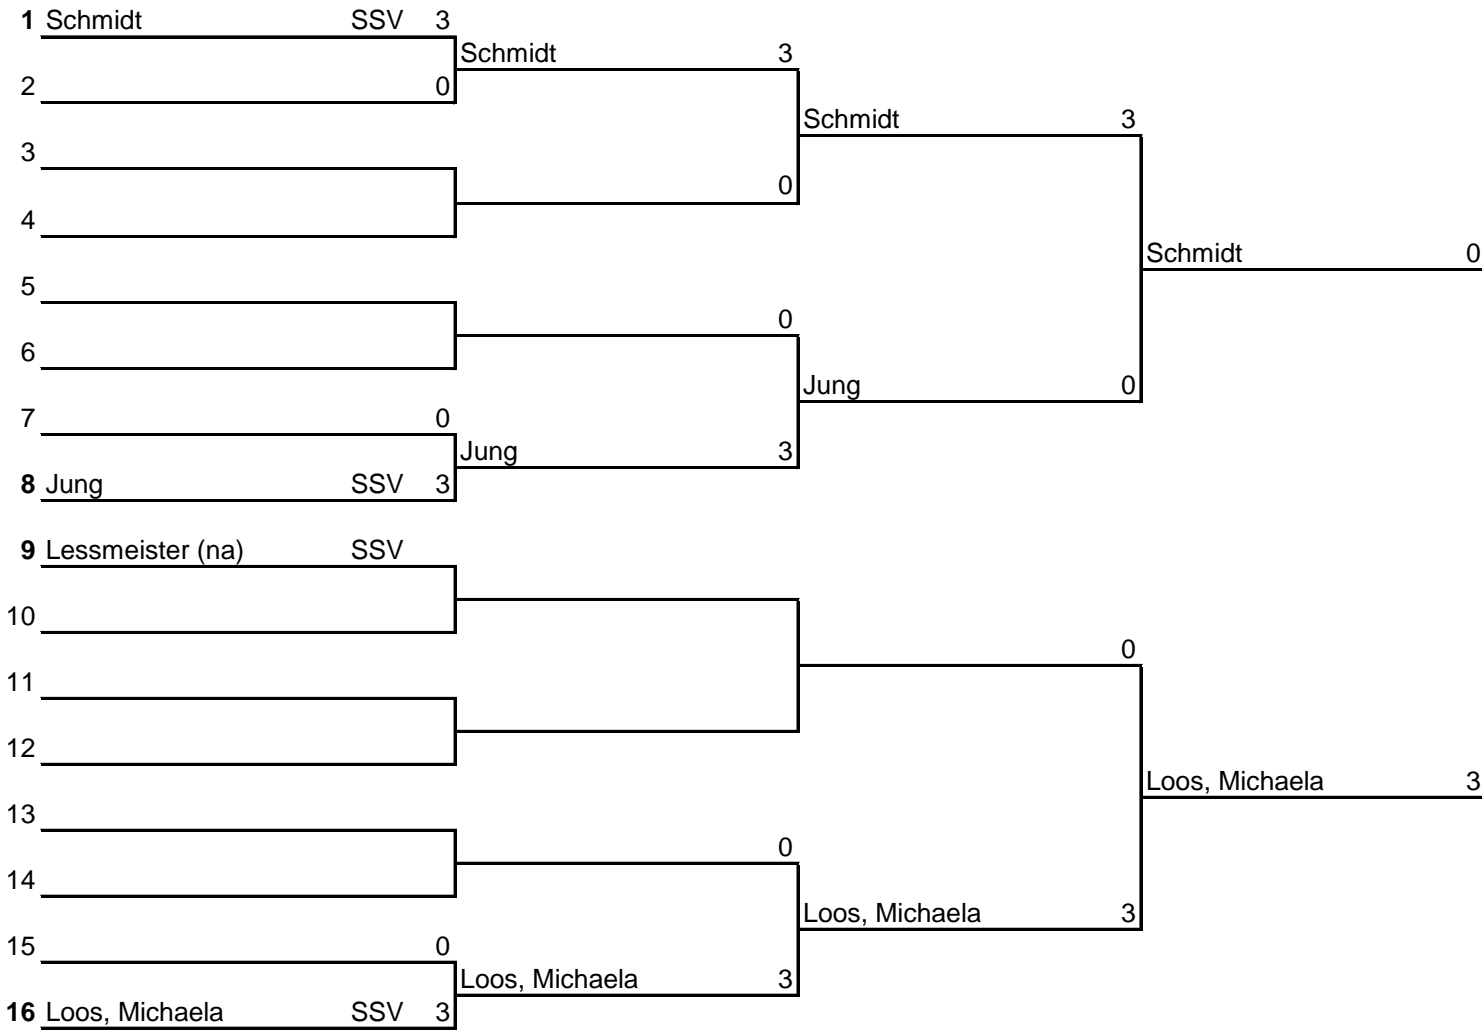 1 Schmidt SSV 3
Schmidt 3
2 0
Schmidt 3
3
0
4
Schmidt 0
5
0
6
Jung 0
7 0
Jung 3
8 Jung SSV 3
9 Lessmeister (na) SSV
10
0
11
12
Loos, Michaela 3
13
0
14
Loos, Michaela 3
15 0
Loos, Michaela 3
16 Loos, Michaela SSV 3